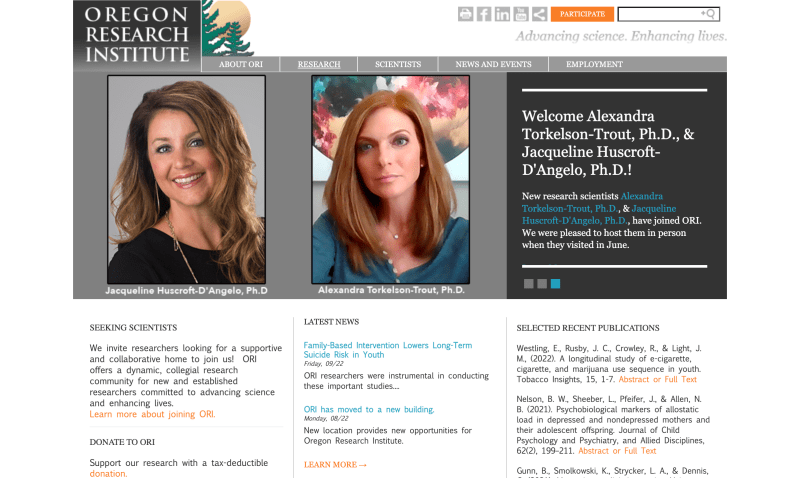 OREGON
RESEARCH
INSTITUTE
PARTICIPATE
Advancing science. Enhancing lives.
ABOUT ORI
RESEARCH
SCIENTISTS
NEWS AND EVENTS
EMPLOYMENT
Jacqueline Huscroft-D'Angelo, Ph.D
Alexandra Torkelson-Trout, Ph.D.
Welcome Alexandra
Torkelson-Trout, Ph.D., &
Jacqueline Huscroft-
D'Angelo, Ph.D.!
New research scientists Alexandra
Torkelson-Trout, Ph.D., & Jacqueline
Huscroft-D'Angelo, Ph.D., have joined ORI.
We were pleased to host them in person
when they visited in June.
SEEKING SCIENTISTS
We invite researchers looking for a supportive
and collaborative home to join us! ORI
offers a dynamic, collegial research
community for new and established
researchers committed to advancing science
and enhancing lives.
Learn more about joining ORI.
DONATE TO ORI
Support our research with a tax-deductible
donation.
LATEST NEWS
Family-Based Intervention Lowers Long-Term
Suicide Risk in Youth
Friday, 09/22
ORI researchers were instrumental in conducting
these important studies...
ORI has moved to a new building.
Monday, 08/22
New location provides new opportunities for
Oregon Research Institute.
LEARN MORE →
SELECTED RECENT PUBLICATIONS
Westling, E., Rusby, J. C., Crowley, R., & Light, J.
M., (2022). A longitudinal study of e-cigarette,
cigarette, and marijuana use sequence in youth.
Tobacco Insights, 15, 1-7. Abstract or Full Text
Nelson, B. W., Sheeber, L., Pfeifer, J., & Allen, N.
B. (2021). Psychobiological markers of allostatic
load in depressed and nondepressed mothers and
their adolescent offspring. Journal of Child
Psychology and Psychiatry, and Allied Disciplines,
62(2), 199–211. Abstract or Full Text
Gunn, B., Smolkowski, K., Strycker, L. A., & Dennis,